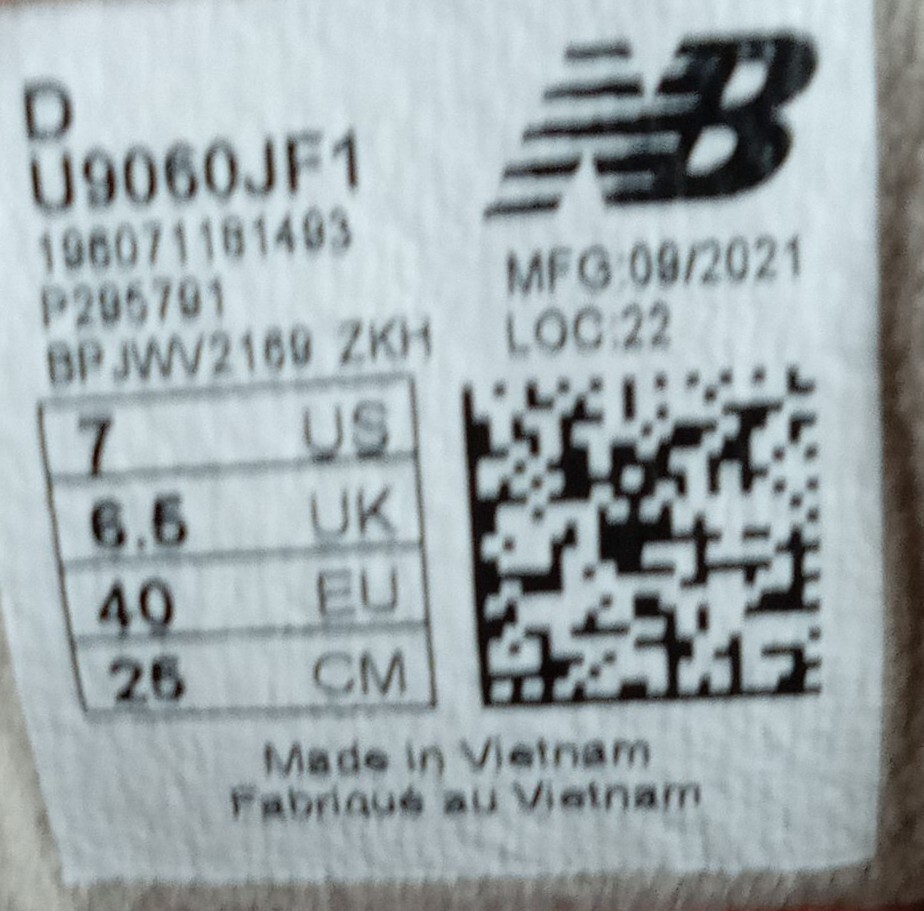 D
U9060JF1
196071181493
P295791
BPJWV2169 ZKH
7 US
6.5 UK
40 EU
25 CM
NB
MFG:09/2021
LOC:22
Made in Vietnam
Fabriqué au Vietnam